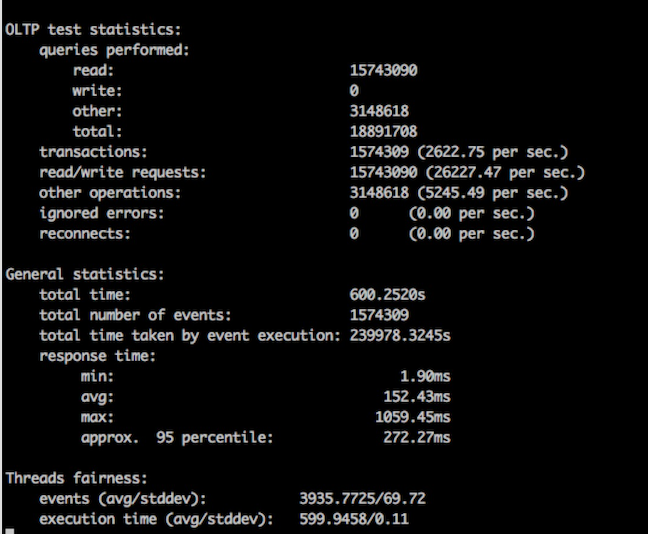 OLTP test statistics:
queries performed:
read: 15743090
write: 0
other: 3148618
total: 18891708
transactions: 1574309 (2622.75 per sec.)
read/write requests: 15743090 (26227.47 per sec.)
other operations: 3148618 (5245.49 per sec.)
ignored errors: 0 (0.00 per sec.)
reconnects: 0 (0.00 per sec.)
General statistics:
total time: 600.2520s
total number of events: 1574309
total time taken by event execution: 239978.3245s
response time:
min: 1.90ms
avg: 152.43ms
max: 1059.45ms
approx. 95 percentile: 272.27ms
Threads fairness:
events (avg/stddev): 3935.7725/69.72
execution time (avg/stddev): 599.9458/0.11